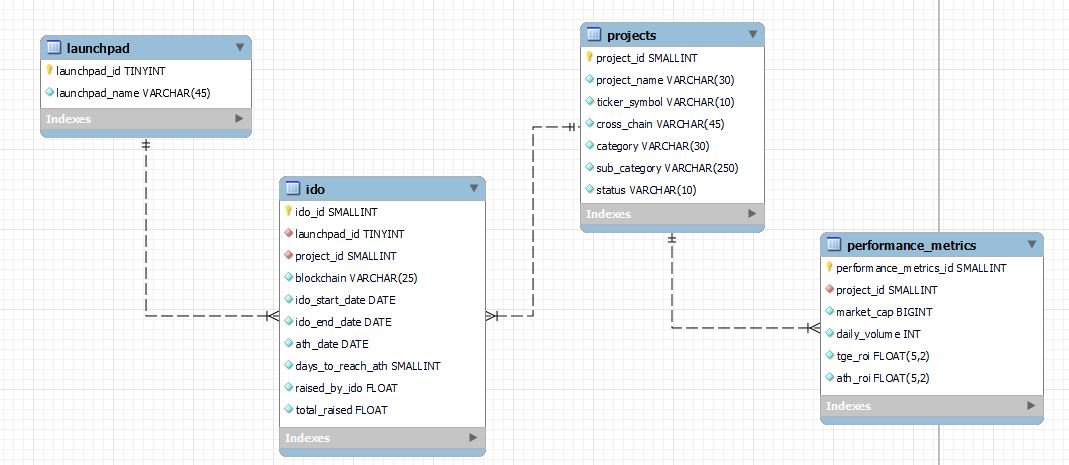 launchpad
launchpad_id TINYINT
launchpad_name VARCHAR(45)
Indexes
ido
ido_id SMALLINT
launchpad_id TINYINT
project_id SMALLINT
blockchain VARCHAR(25)
ido_start_date DATE
ido_end_date DATE
ath_date DATE
days_to_reach_ath SMALLINT
raised_by_ido FLOAT
total_raised FLOAT
Indexes
projects
project_id SMALLINT
project_name VARCHAR(30)
ticker_symbol VARCHAR(10)
cross_chain VARCHAR(45)
category VARCHAR(30)
sub_category VARCHAR(250)
status VARCHAR(10)
Indexes
performance_metrics
performance_metrics_id SMALLINT
project_id SMALLINT
market_cap BIGINT
daily_volume INT
tge_roi FLOAT(5,2)
ath_roi FLOAT(5,2)
Indexes